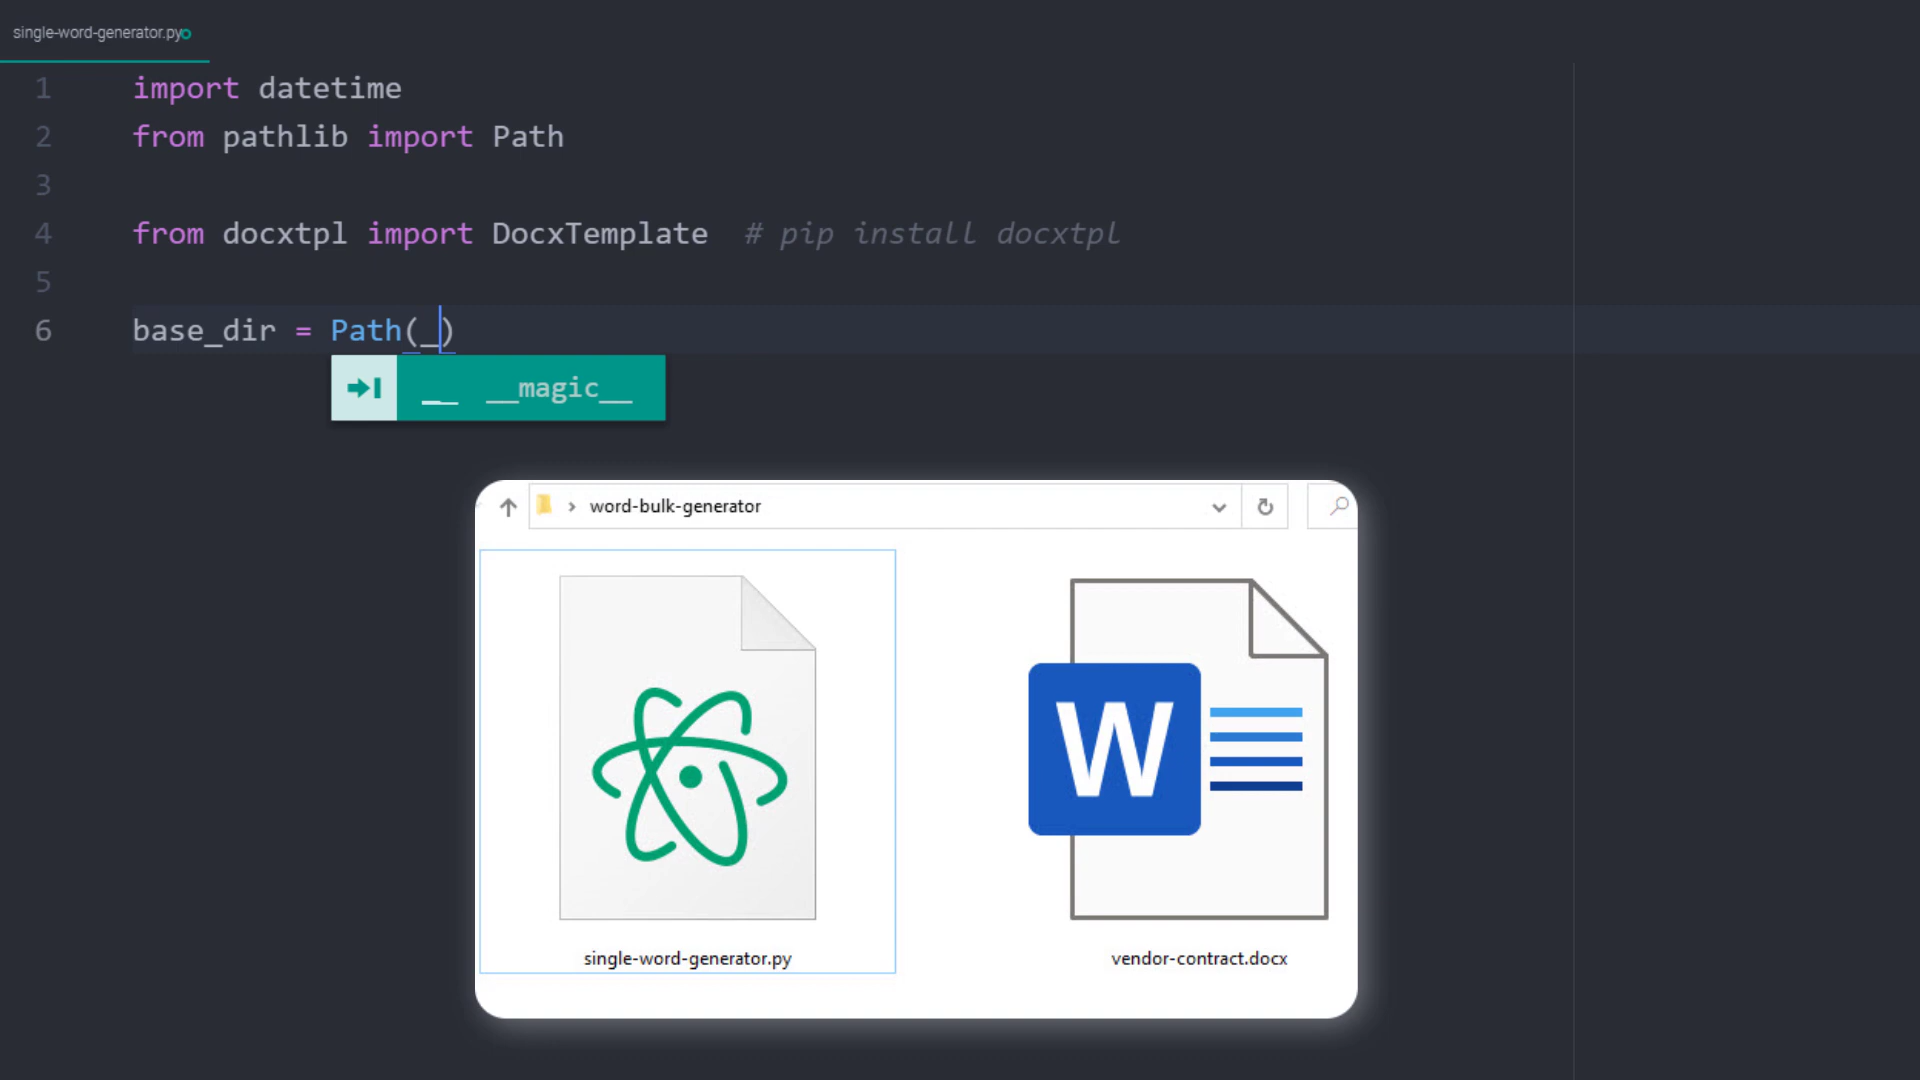 single-word-generator.py
1 import datetime
2 from pathlib import Path
3
4 from docxtpl import DocxTemplate # pip install docxtpl
5
6 base_dir = Path(_)
__ __magic__
word-bulk-generator
W
single-word-generator.py
vendor-contract.docx